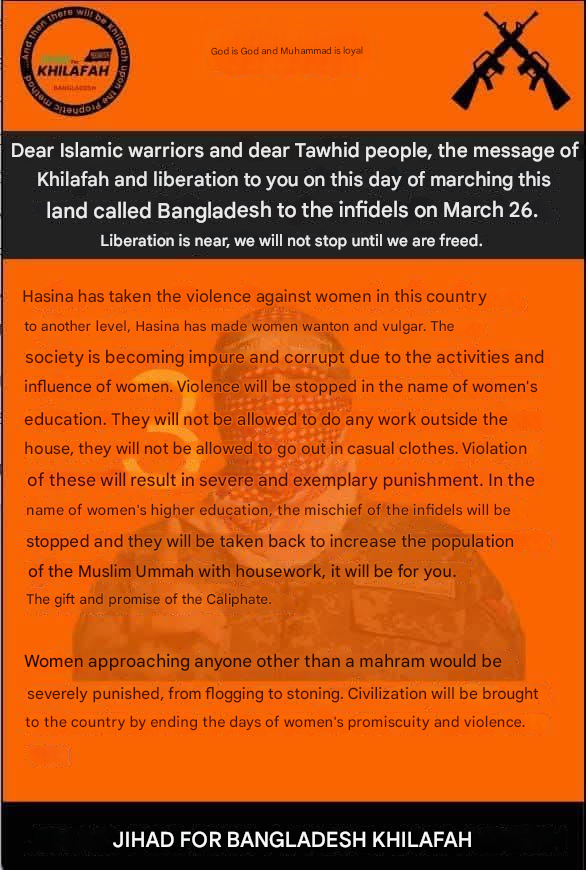 And then there will be Khilafah upon the Prophetic method
KHILAFAH
BANGLADESH
God is God and Muhammad is loyal
Dear Islamic warriors and dear Tawhid people, the message of
Khilafah and liberation to you on this day of marching this
land called Bangladesh to the infidels on March 26.
Liberation is near, we will not stop until we are freed.
Hasina has taken the violence against women in this country
to another level, Hasina has made women wanton and vulgar. The
society is becoming impure and corrupt due to the activities and
influence of women. Violence will be stopped in the name of women's
education. They will not be allowed to do any work outside the
house, they will not be allowed to go out in casual clothes. Violation
of these will result in severe and exemplary punishment. In the
name of women's higher education, the mischief of the infidels will be
stopped and they will be taken back to increase the population
of the Muslim Ummah with housework, it will be for you.
The gift and promise of the Caliphate.
Women approaching anyone other than a mahram would be
severely punished, from flogging to stoning. Civilization will be brought
to the country by ending the days of women's promiscuity and violence.
JIHAD FOR BANGLADESH KHILAFAH